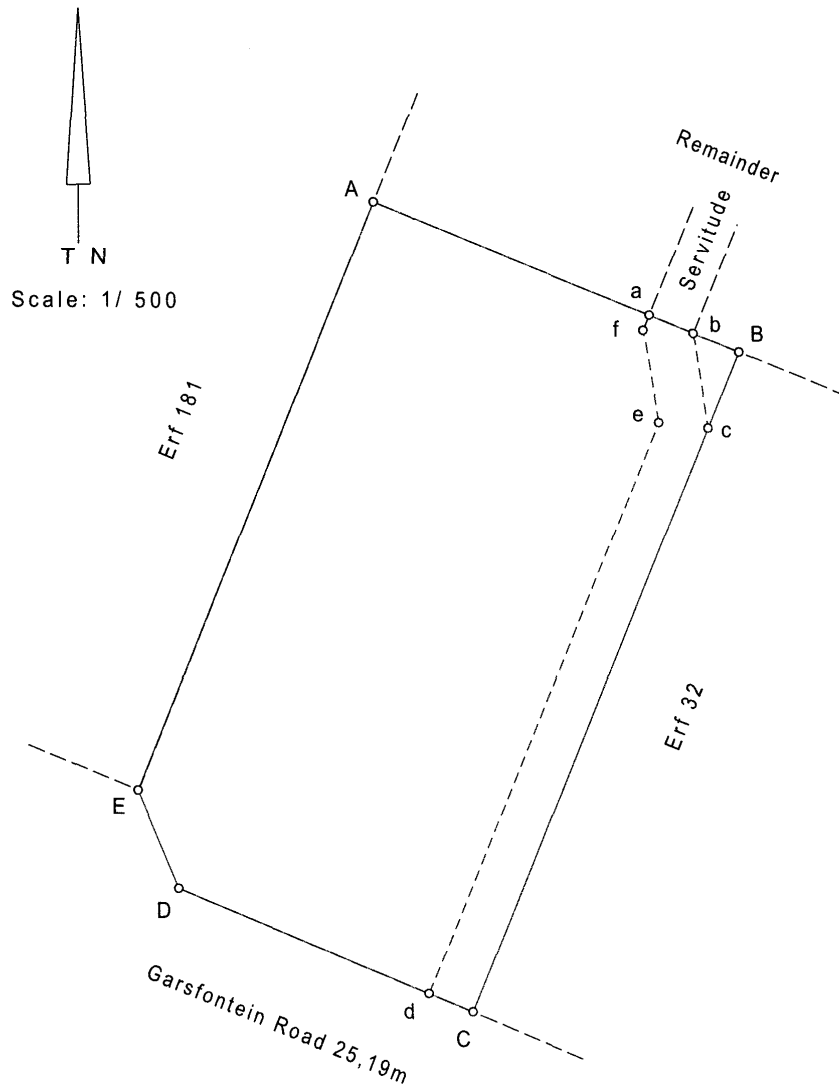 Remainder
Servitude
A
T N
Scale: 1/ 500
a
f
b
B
Erf 181
e
c
Erf 32
E
D
Garsfontein Road 25,19m
d
C